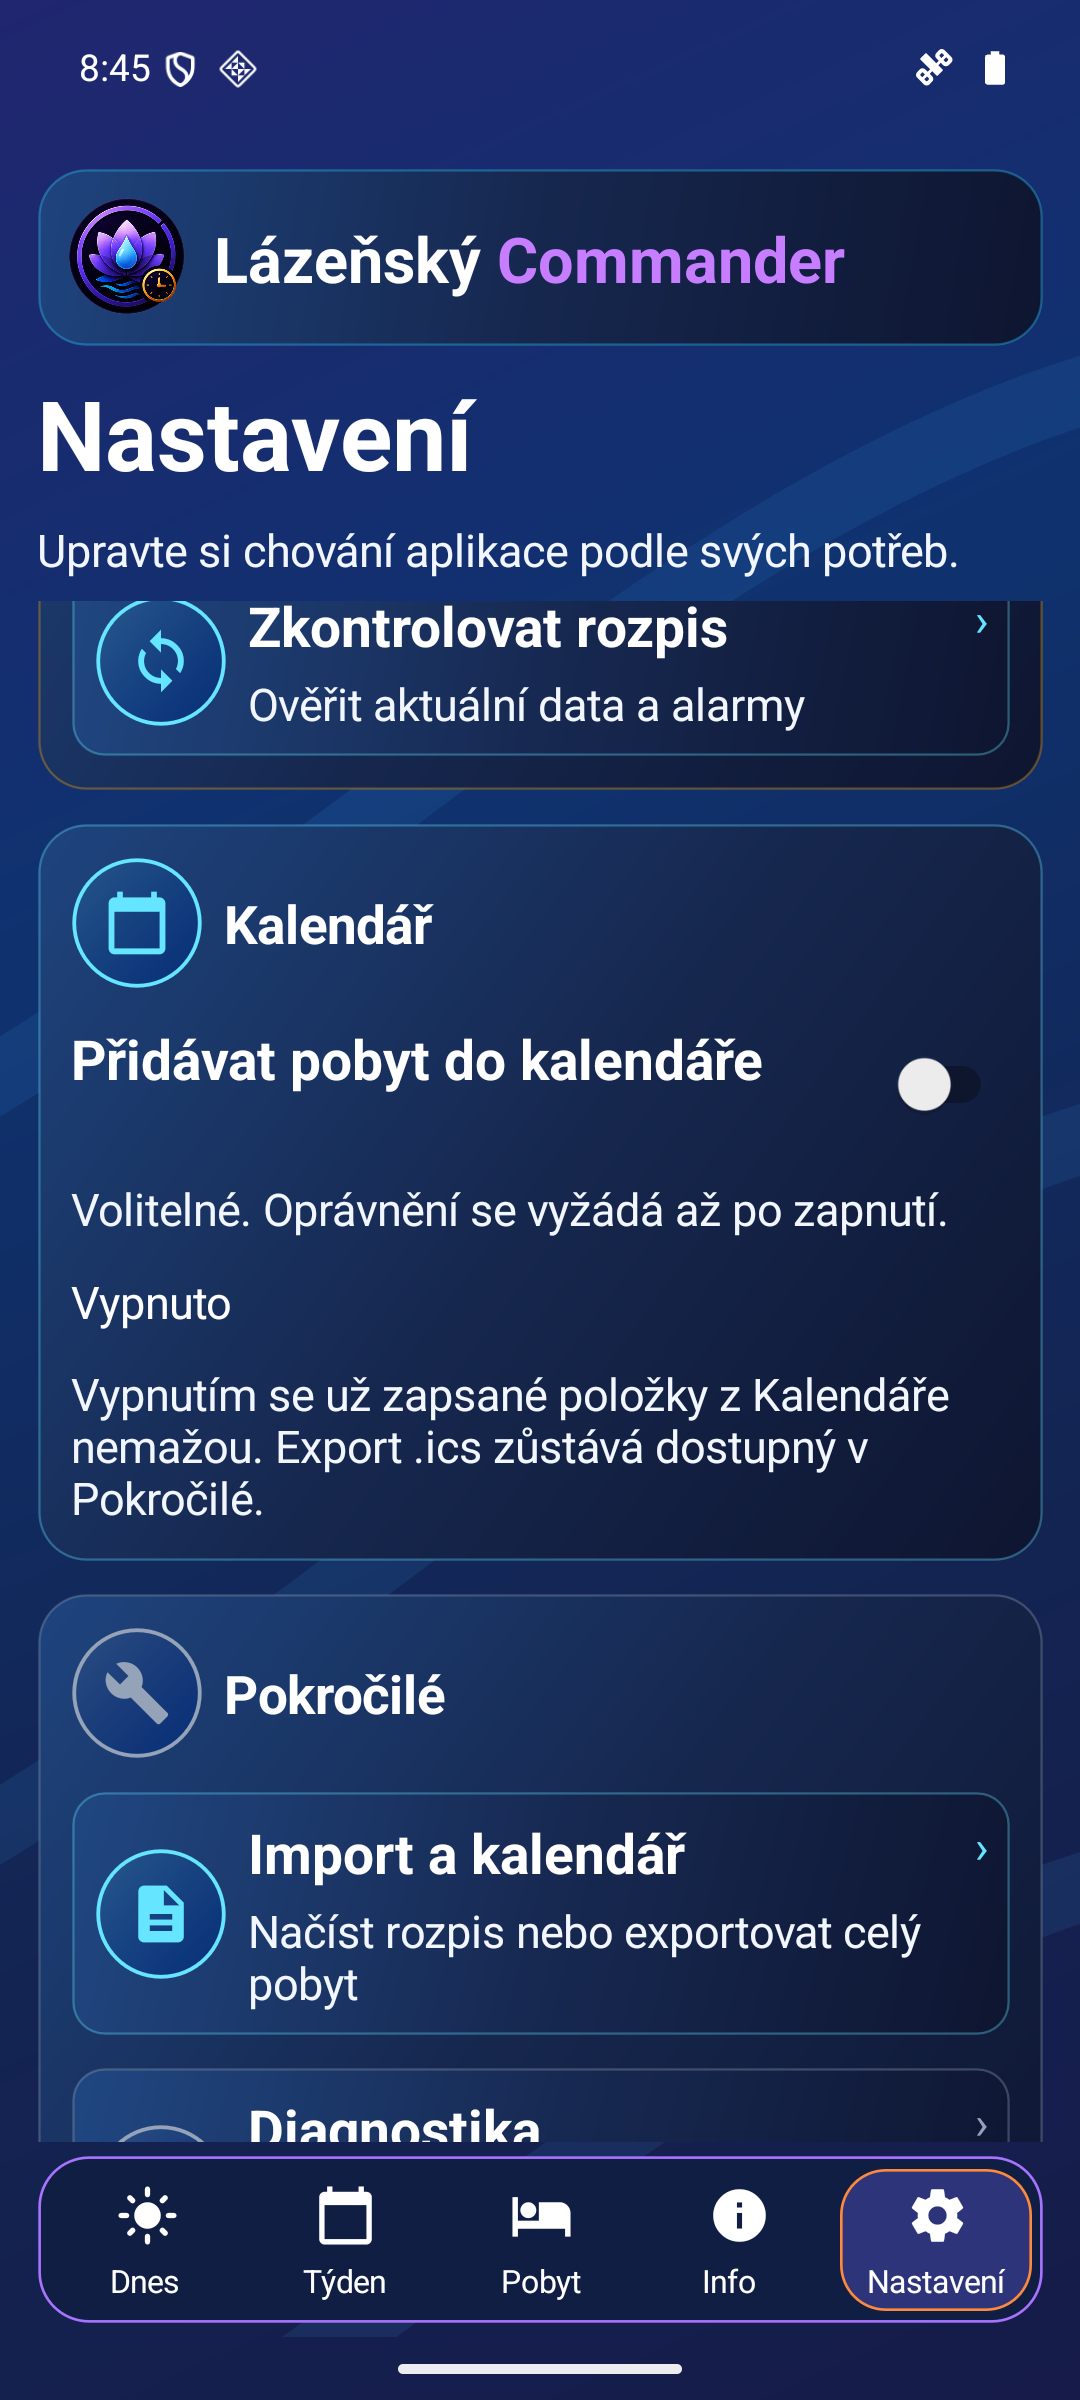 8:45
Lázeňský Commander
Nastavení
Upravte si chování aplikace podle svých potřeb.
Zkontrolovat rozpis
Ověřit aktuální data a alarmy
Kalendář
Přidávat pobyt do kalendáře
Volitelné. Oprávnění se vyžádá až po zapnutí.
Vypnuto
Vypnutím se už zapsané položky z Kalendáře
nemažou. Export .ics zůstává dostupný v
Pokročilé.
Pokročilé
Import a kalendář
Načíst rozpis nebo exportovat celý
pobyt
Diagnostika
Dnes
Týden
Pobyt
Info
Nastavení